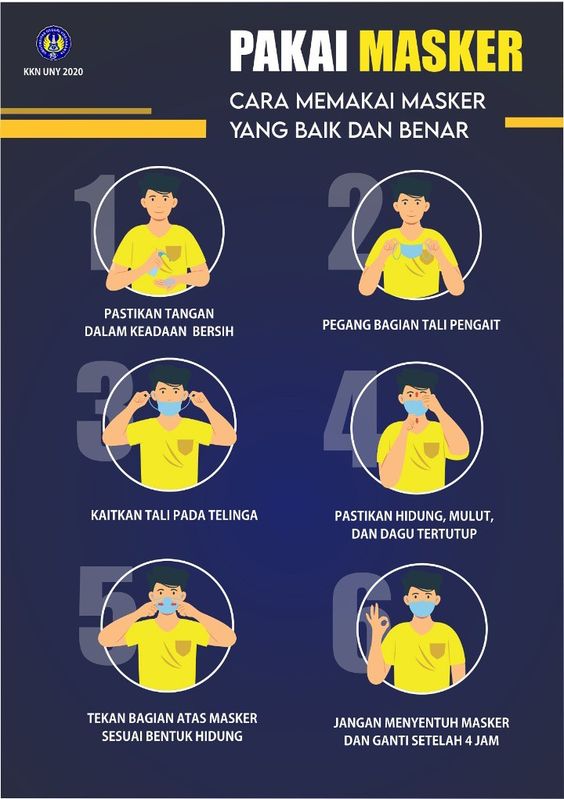 KKN UNY 2020
PAKAI MASKER
CARA MEMAKAI MASKER
YANG BAIK DAN BENAR
1
PASTIKAN TANGAN
DALAM KEADAAN BERSIH
2
PEGANG BAGIAN TALI PENGAIT
3
KAITKAN TALI PADA TELINGA
4
PASTIKAN HIDUNG, MULUT,
DAN DAGU TERTUTUP
5
TEKAN BAGIAN ATAS MASKER
SESUAI BENTUK HIDUNG
6
JANGAN MENYENTUH MASKER
DAN GANTI SETELAH 4 JAM